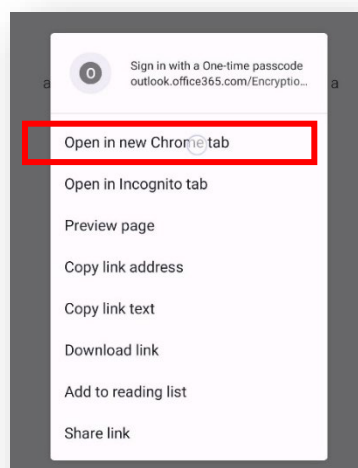 O
Sign in with a One-time passcode
outlook.office365.com/Encryptio...
a
a
Open in new Chrome tab
Open in Incognito tab
Preview page
Copy link address
Copy link text
Download link
Add to reading list
Share link